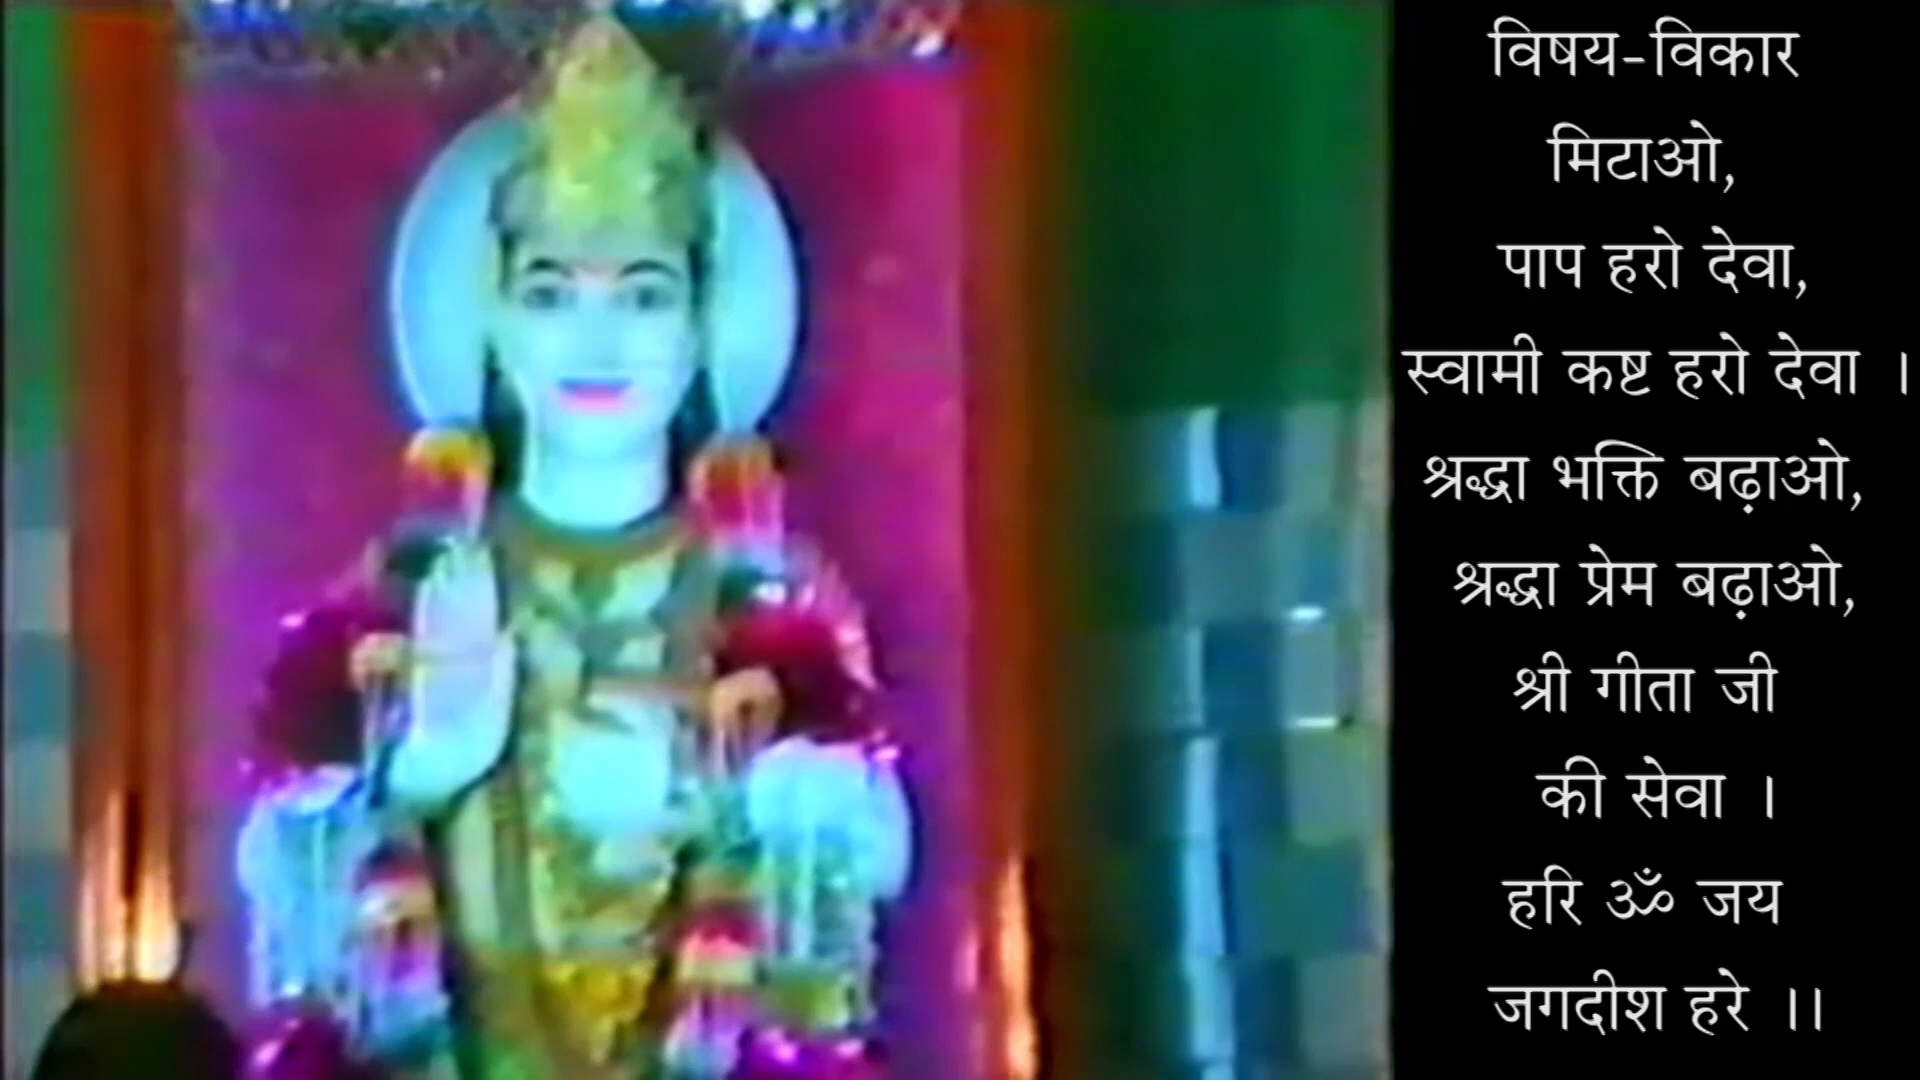 विषय-विकार
मिटाओ,
पाप हरो देवा,
स्वामी कष्ट हरो देवा ।
श्रद्धा भक्ति बढ़ाओ,
श्रद्धा प्रेम बढ़ाओ,
श्री गीता जी
की सेवा ।
हरि ॐ जय
जगदीश हरे ।।